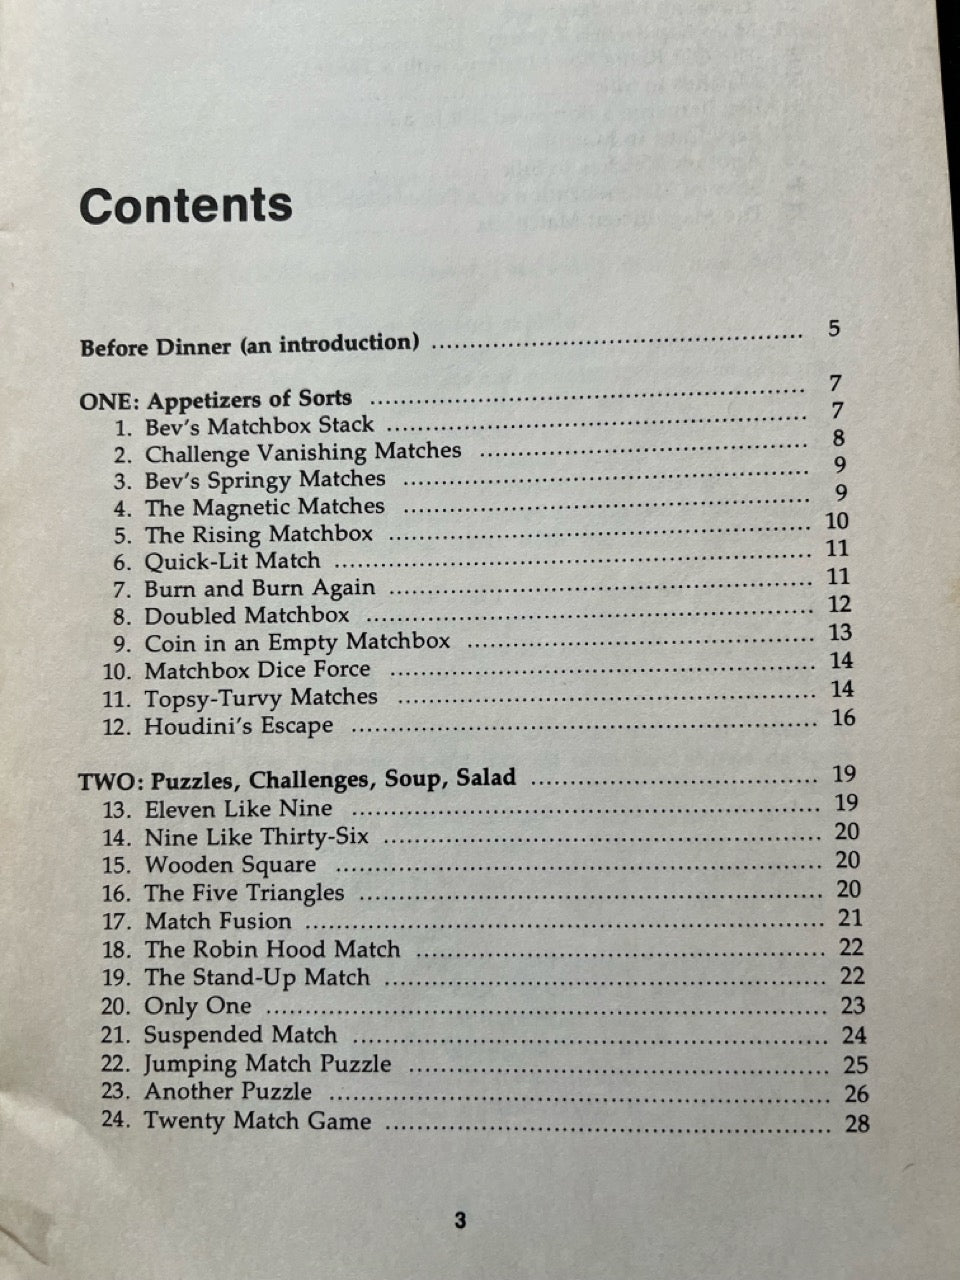 Contents
Before Dinner (an introduction) ........................................ 5
ONE: Appetizers of Sorts ........................................ 7
1. Bev's Matchbox Stack ........................................ 7
2. Challenge Vanishing Matches ........................................ 8
3. Bev's Springy Matches ........................................ 9
4. The Magnetic Matches ........................................ 9
5. The Rising Matchbox ........................................ 10
6. Quick-Lit Match ........................................ 11
7. Burn and Burn Again ........................................ 11
8. Doubled Matchbox ........................................ 12
9. Coin in an Empty Matchbox ........................................ 13
10. Matchbox Dice Force ........................................ 14
11. Topsy-Turvy Matches ........................................ 14
12. Houdini's Escape ........................................ 16
TWO: Puzzles, Challenges, Soup, Salad ........................................ 19
13. Eleven Like Nine ........................................ 19
14. Nine Like Thirty-Six ........................................ 20
15. Wooden Square ........................................ 20
16. The Five Triangles ........................................ 20
17. Match Fusion ........................................ 21
18. The Robin Hood Match ........................................ 22
19. The Stand-Up Match ........................................ 22
20. Only One ........................................ 23
21. Suspended Match ........................................ 24
22. Jumping Match Puzzle ........................................ 25
23. Another Puzzle ........................................ 26
24. Twenty Match Game ........................................ 28
3